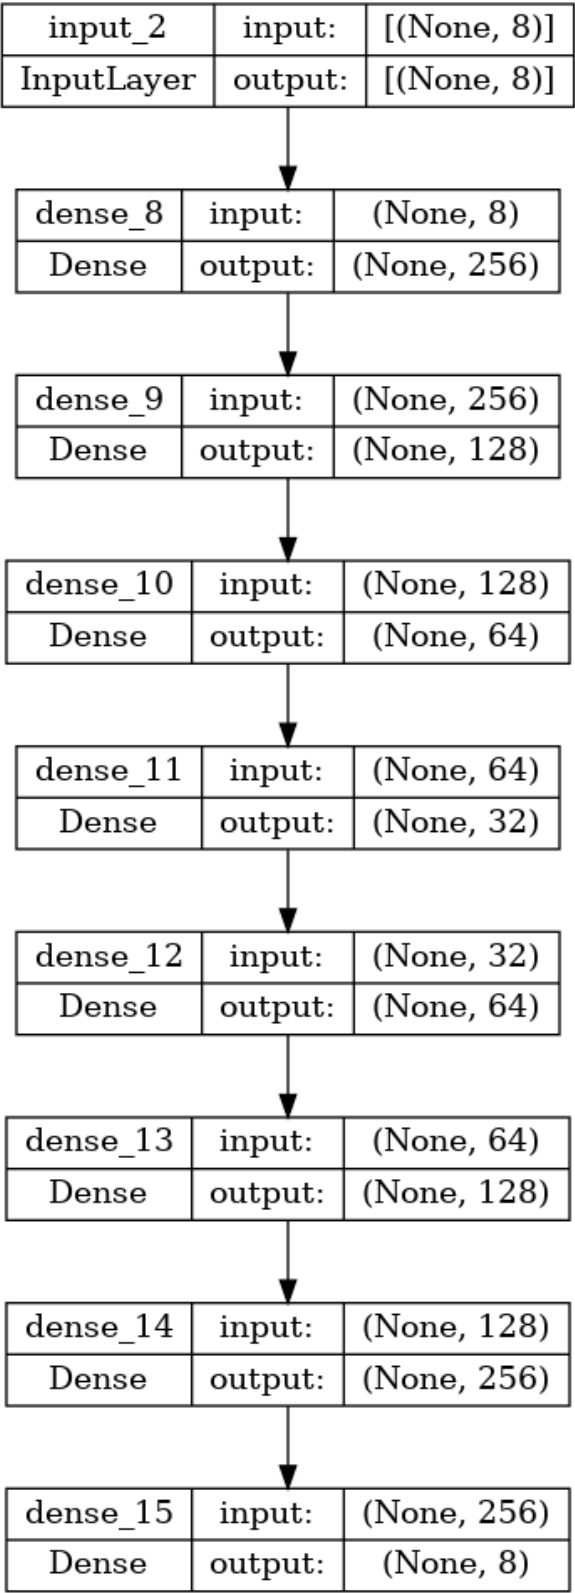 input_2 input: [(None, 8)]
InputLayer output: [(None, 8)]
dense_8 input: (None, 8)
Dense output: (None, 256)
dense_9 input: (None, 256)
Dense output: (None, 128)
dense_10 input: (None, 128)
Dense output: (None, 64)
dense_11 input: (None, 64)
Dense output: (None, 32)
dense_12 input: (None, 32)
Dense output: (None, 64)
dense_13 input: (None, 64)
Dense output: (None, 128)
dense_14 input: (None, 128)
Dense output: (None, 256)
dense_15 input: (None, 256)
Dense output: (None, 8)